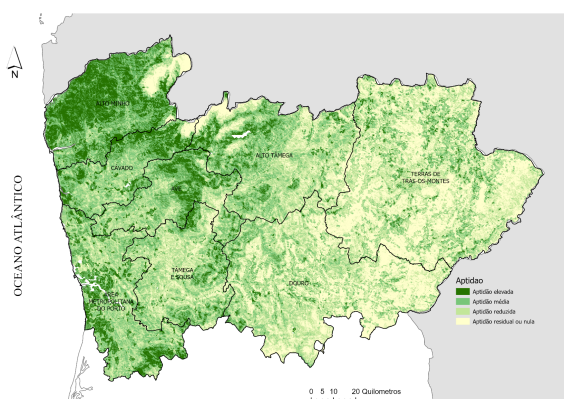 N
ALTO MINHO
CÁVADO
ALTO TÂMEGA
TERRAS DE
TRÁS-OS-MONTES
OCEANO ATLÂNTICO
TÂMEGA
E SOUSA
DOURO
ÁREA
METROPOLITANA
DO PORTO
Aptidao
Aptidão elevada
Aptidão média
Aptidão reduzida
Aptidão residual ou nula
0 5 10 20 Quilometros